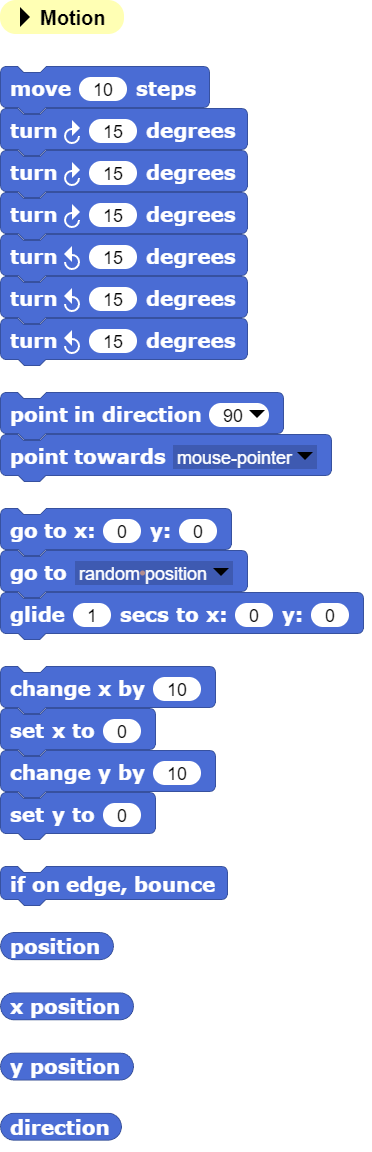 Motion
move 10 steps
turn 15 degrees
turn 15 degrees
turn 15 degrees
turn 15 degrees
turn 15 degrees
turn 15 degrees
point in direction 90
point towards mouse-pointer
go to x: 0 y: 0
go to random position
glide 1 secs to x: 0 y: 0
change x by 10
set x to 0
change y by 10
set y to 0
if on edge, bounce
position
x position
y position
direction